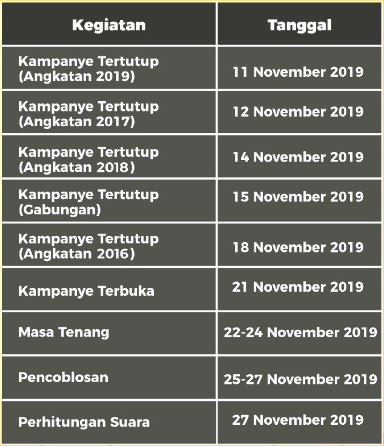 Kegiatan Tanggal
Kampanye Tertutup
(Angkatan 2019) 11 November 2019
Kampanye Tertutup
(Angkatan 2017) 12 November 2019
Kampanye Tertutup
(Angkatan 2018) 14 November 2019
Kampanye Tertutup
(Gabungan) 15 November 2019
Kampanye Tertutup
(Angkatan 2016) 18 November 2019
Kampanye Terbuka 21 November 2019
Masa Tenang 22-24 November 2019
Pencoblosan 25-27 November 2019
Perhitungan Suara 27 November 2019